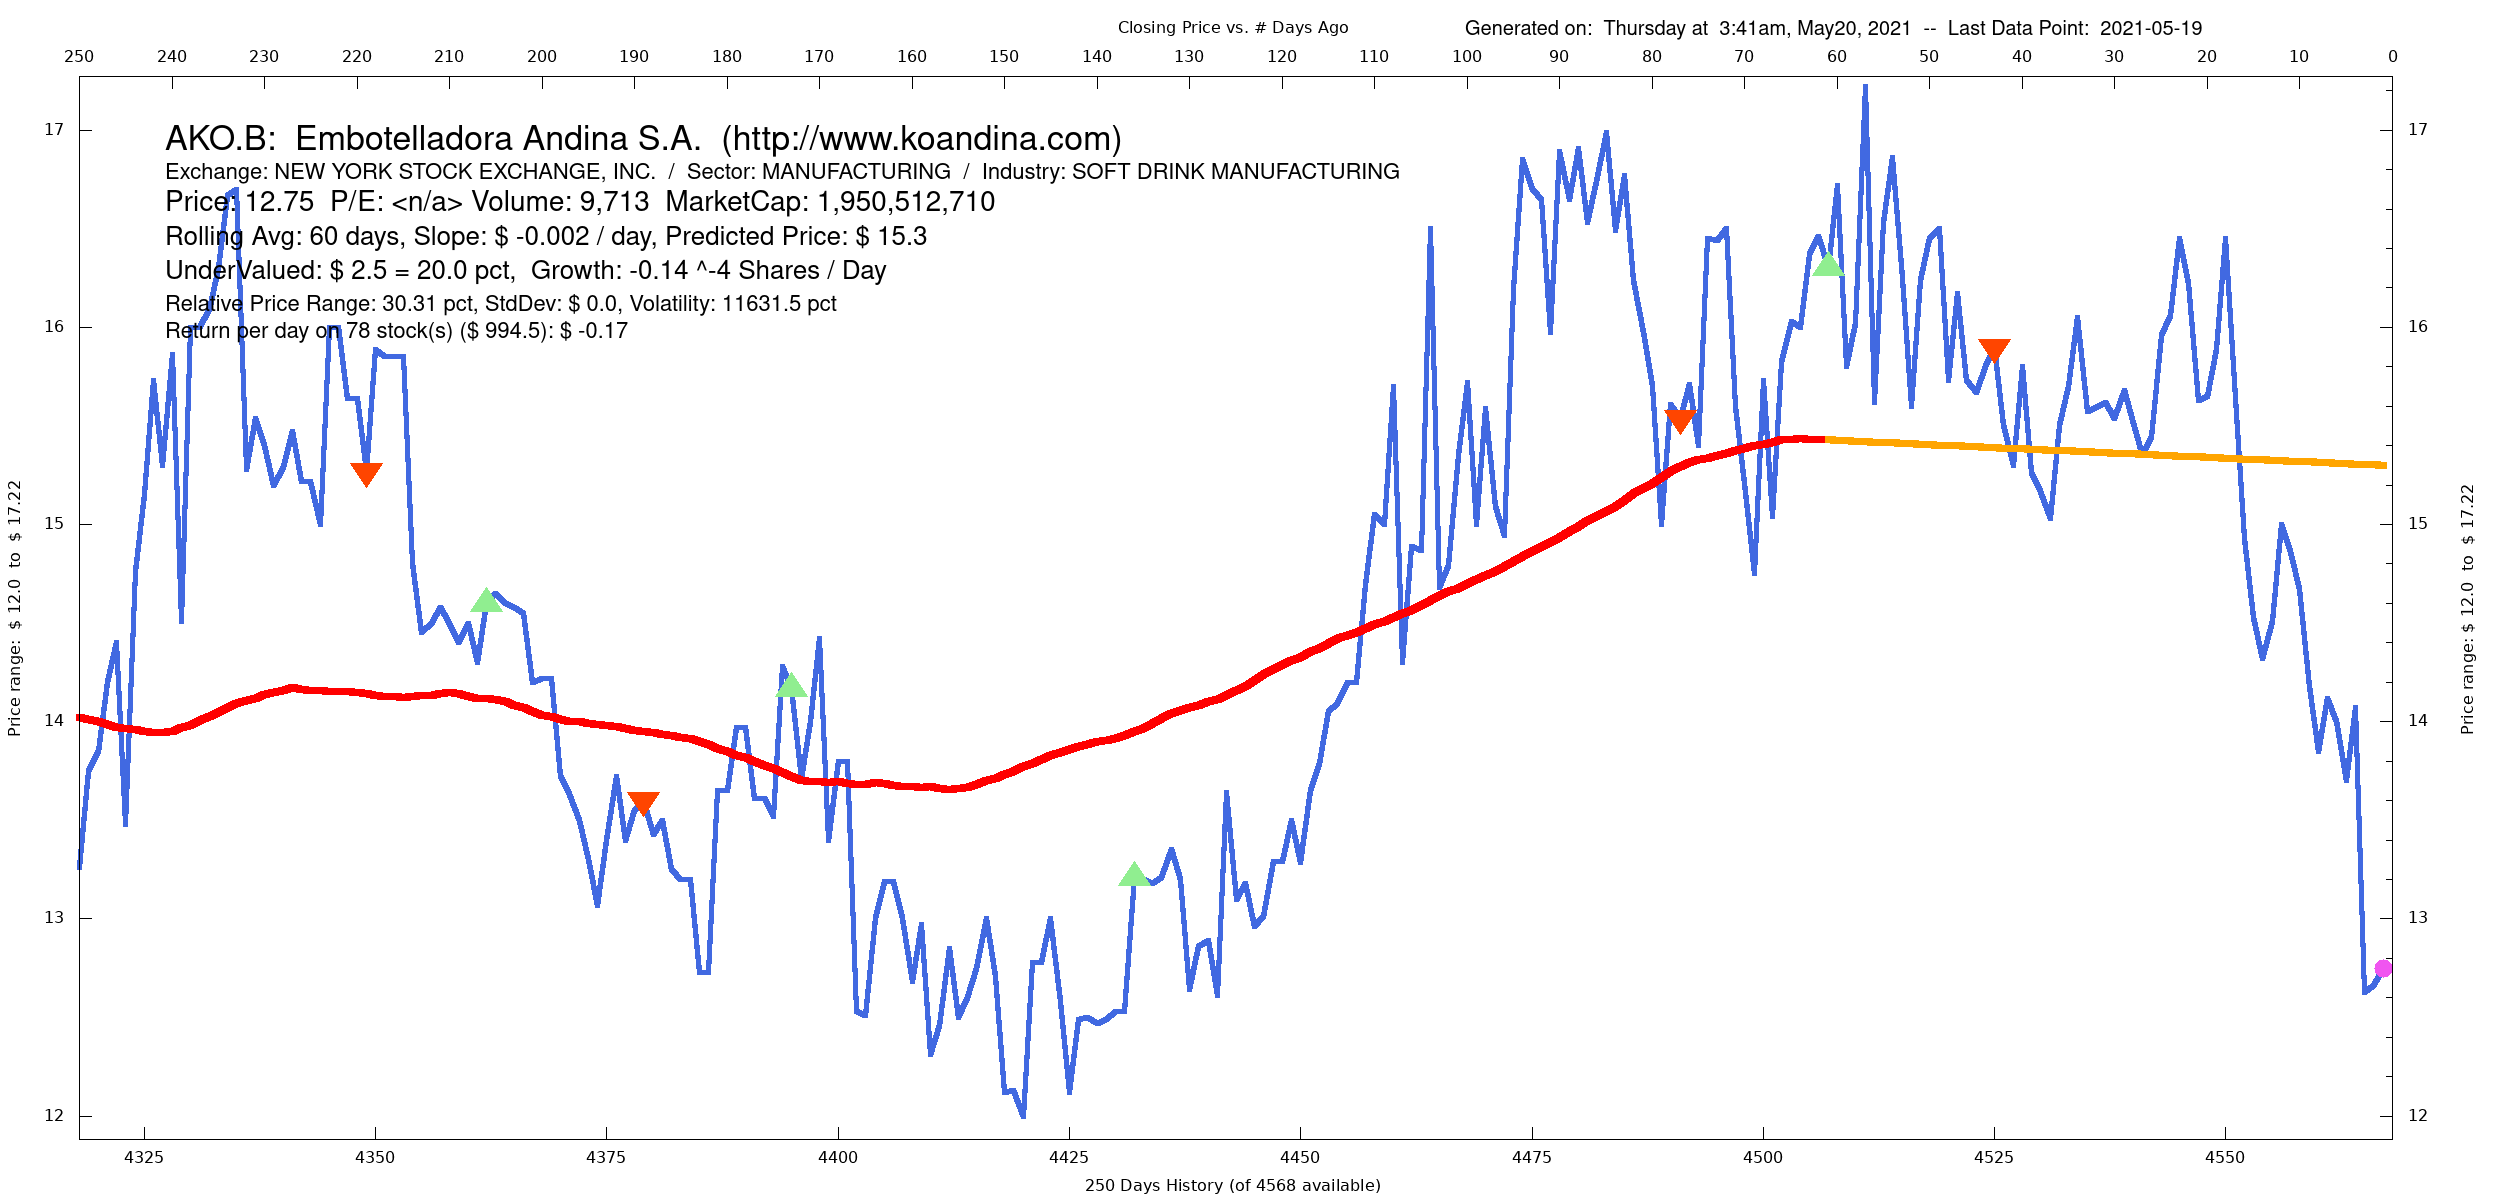 Closing Price vs. # Days Ago
Generated on:  Thursday at  3:41am, May20, 2021  --  Last Data Point:  2021-05-19
250 240 230 220 210 200 190 180 170 160 150 140 130 120 110 100 90 80 70 60 50 40 30 20 10 0
AKO.B:  Embotelladora Andina S.A.  (http://www.koandina.com)
Exchange: NEW YORK STOCK EXCHANGE, INC.  /  Sector: MANUFACTURING  /  Industry: SOFT DRINK MANUFACTURING
Price: 12.75  P/E: <n/a> Volume: 9,713  MarketCap: 1,950,512,710
Rolling Avg: 60 days, Slope: $ -0.002 / day, Predicted Price: $ 15.3
UnderValued: $ 2.5 = 20.0 pct,  Growth: -0.14 ^-4 Shares / Day
Relative Price Range: 30.31 pct, StdDev: $ 0.0, Volatility: 11631.5 pct
Return per day on 78 stock(s) ($ 994.5): $ -0.17
17 17
16 16
15 15
14 14
13 13
12 12
Price range:  $ 12.0  to  $ 17.22
Price range: $ 12.0  to  $ 17.22
4325 4350 4375 4400 4425 4450 4475 4500 4525 4550
250 Days History (of 4568 available)